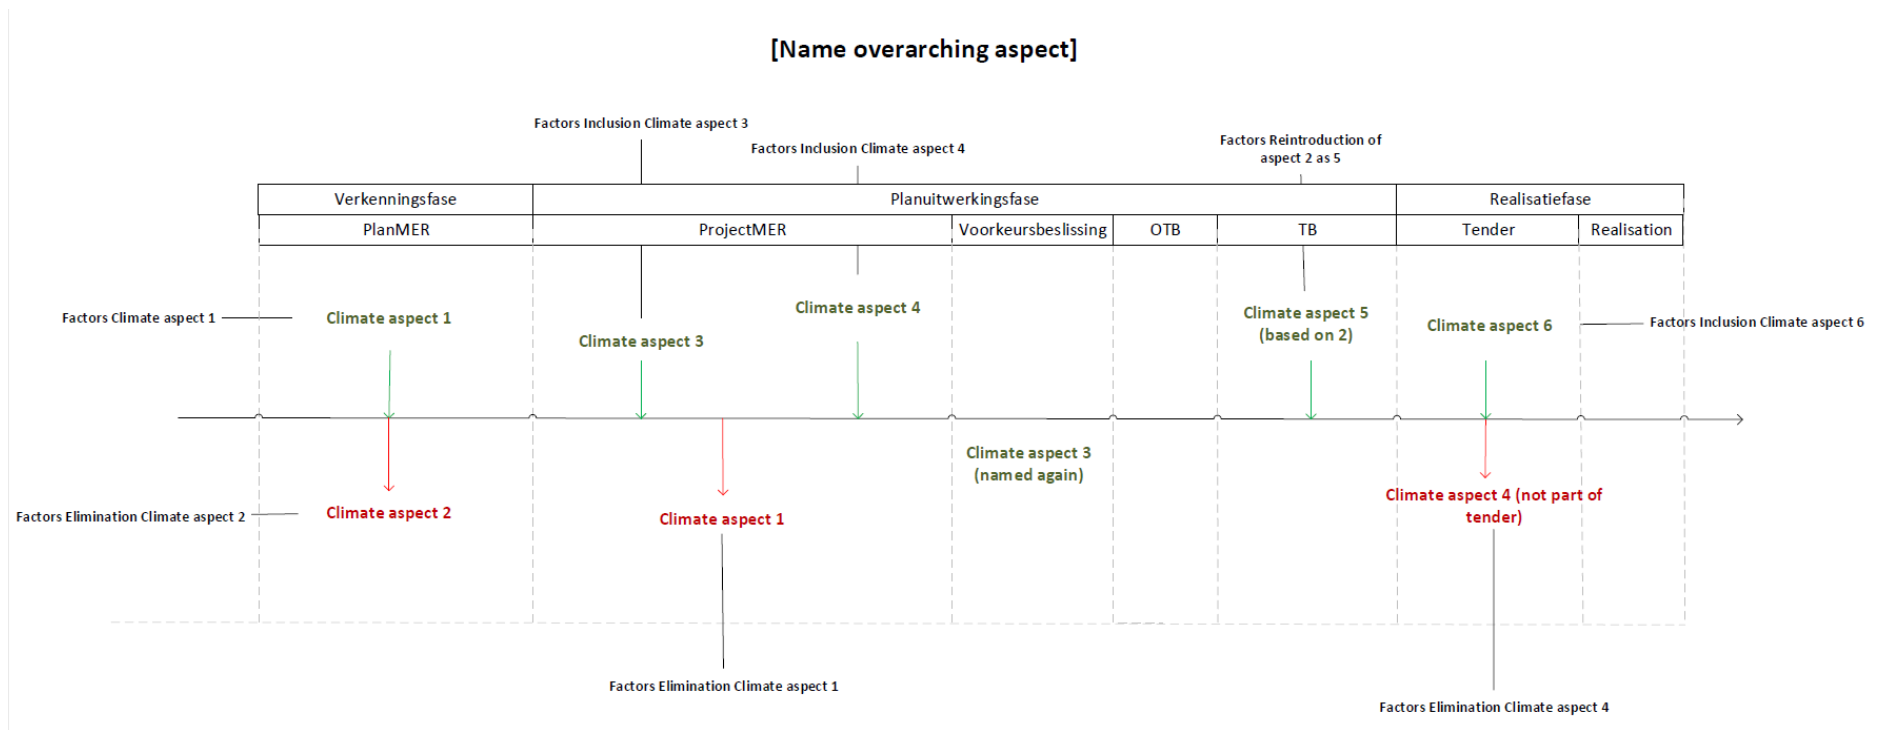 [Name overarching aspect]
Factors Inclusion Climate aspect 3
Factors Inclusion Climate aspect 4
Factors Reintroduction of
aspect 2 as 5
Verkenningsfase
Planuitwerkingsfase
Realisatiefase
PlanMER
ProjectMER
Voorkeursbeslissing
OTB
TB
Tender
Realisation
Factors Climate aspect 1
Climate aspect 1
Climate aspect 3
Climate aspect 4
Climate aspect 5
(based on 2)
Climate aspect 6
Factors Inclusion Climate aspect 6
Climate aspect 3
(named again)
Factors Elimination Climate aspect 2
Climate aspect 2
Climate aspect 1
Climate aspect 4 (not part of
tender)
Factors Elimination Climate aspect 1
Factors Elimination Climate aspect 4